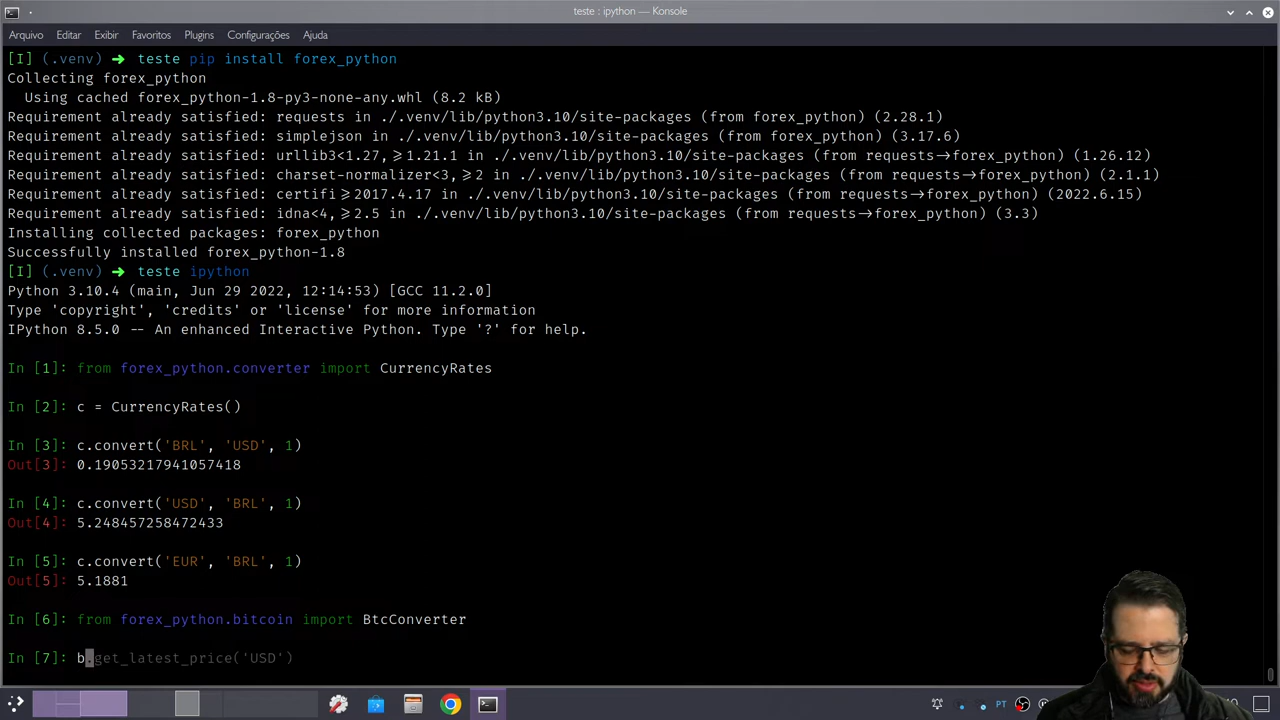 teste : ipython — Konsole
Arquivo Editar Exibir Favoritos Plugins Configurações Ajuda
[I] (.venv) ➜ teste pip install forex_python
Collecting forex_python
Using cached forex_python-1.8-py3-none-any.whl (8.2 kB)
Requirement already satisfied: requests in ./.venv/lib/python3.10/site-packages (from forex_python) (2.28.1)
Requirement already satisfied: simplejson in ./.venv/lib/python3.10/site-packages (from forex_python) (3.17.6)
Requirement already satisfied: urllib3<1.27,≥1.21.1 in ./.venv/lib/python3.10/site-packages (from requests→forex_python) (1.26.12)
Requirement already satisfied: charset-normalizer<3,≥2 in ./.venv/lib/python3.10/site-packages (from requests→forex_python) (2.1.1)
Requirement already satisfied: certifi≥2017.4.17 in ./.venv/lib/python3.10/site-packages (from requests→forex_python) (2022.6.15)
Requirement already satisfied: idna<4,≥2.5 in ./.venv/lib/python3.10/site-packages (from requests→forex_python) (3.3)
Installing collected packages: forex_python
Successfully installed forex_python-1.8
[I] (.venv) ➜ teste ipython
Python 3.10.4 (main, Jun 29 2022, 12:14:53) [GCC 11.2.0]
Type 'copyright', 'credits' or 'license' for more information
IPython 8.5.0 -- An enhanced Interactive Python. Type '?' for help.
In [1]: from forex_python.converter import CurrencyRates
In [2]: c = CurrencyRates()
In [3]: c.convert('BRL', 'USD', 1)
Out[3]: 0.19053217941057418
In [4]: c.convert('USD', 'BRL', 1)
Out[4]: 5.248457258472433
In [5]: c.convert('EUR', 'BRL', 1)
Out[5]: 5.1881
In [6]: from forex_python.bitcoin import BtcConverter
In [7]: b.get_latest_price('USD')
PT